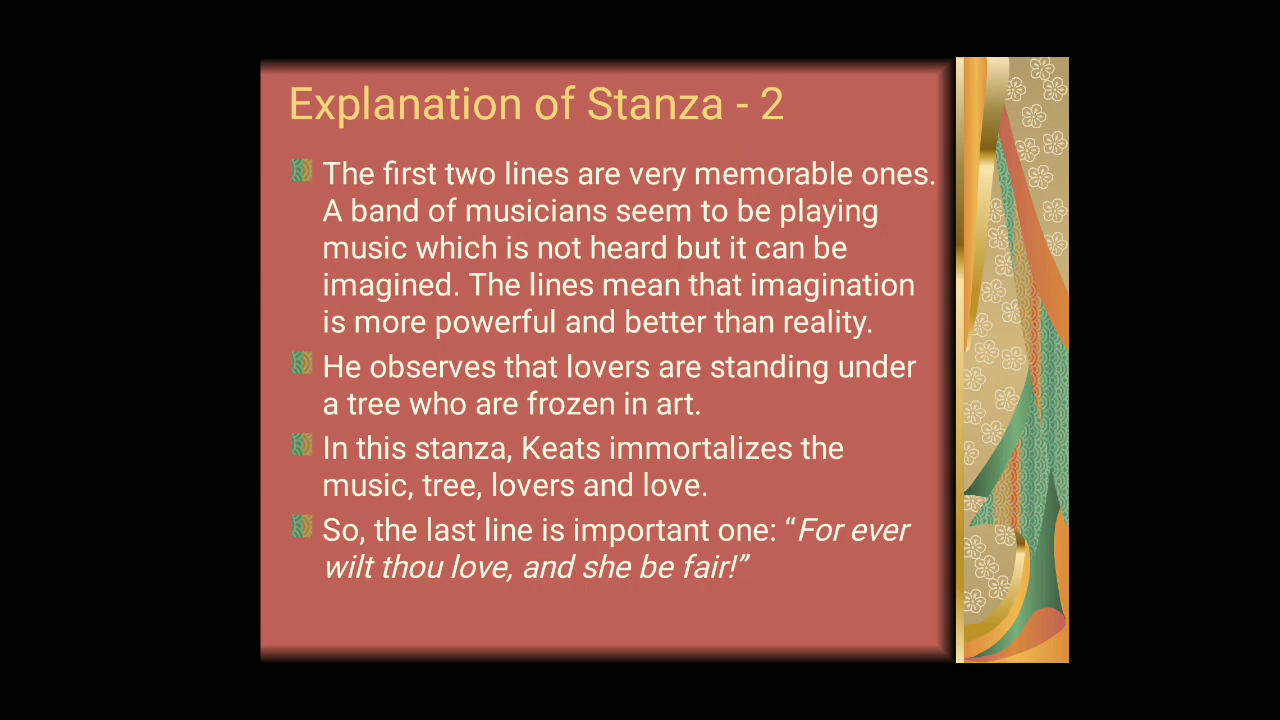 Explanation of Stanza - 2
The first two lines are very memorable ones.
A band of musicians seem to be playing
music which is not heard but it can be
imagined. The lines mean that imagination
is more powerful and better than reality.
He observes that lovers are standing under
a tree who are frozen in art.
In this stanza, Keats immortalizes the
music, tree, lovers and love.
So, the last line is important one: “For ever
wilt thou love, and she be fair!”